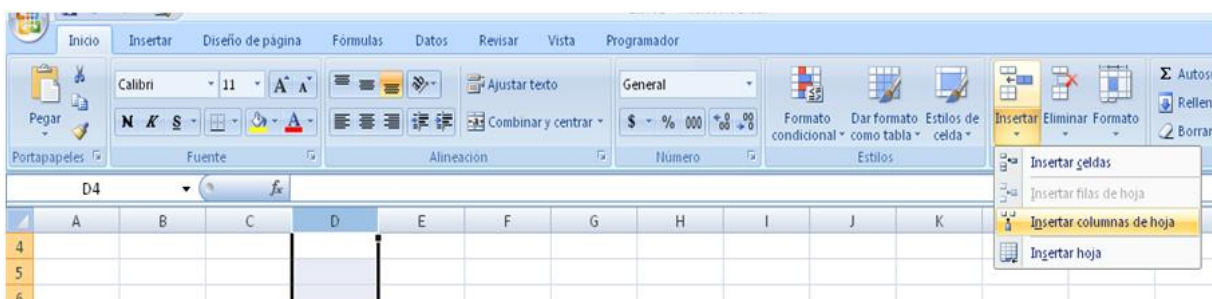 Inicio Insertar Diseño de página Fórmulas Datos Revisar Vista Programador
Calibri 11 A A Ajustar texto General Σ
Pegar N K S A Combinar y centrar $ % 000 Formato condicional Dar formato como tabla Estilos de celda Insertar Eliminar Formato
Portapapeles Fuente Alineación Número Estilos
Insertar celdas
D4 fx
Insertar filas de hoja
A B C D E F G H I J K
Insertar columnas de hoja
4
Insertar hoja
5
6